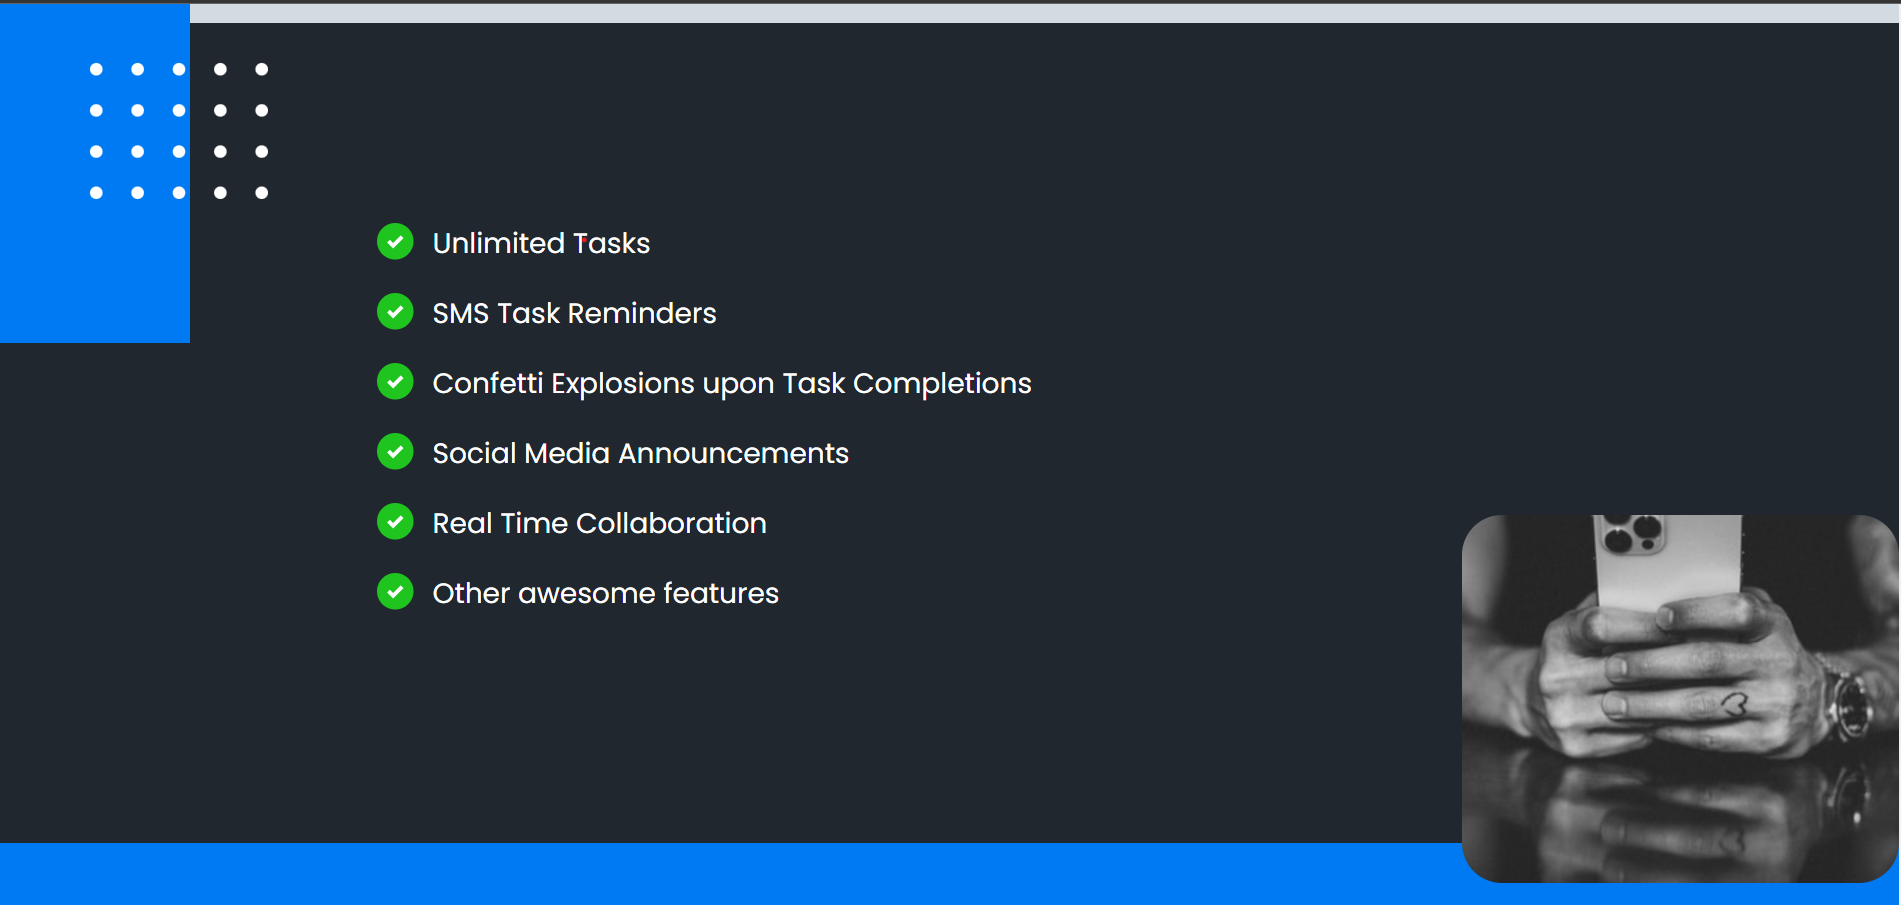 Unlimited Tasks
SMS Task Reminders
Confetti Explosions upon Task Completions
Social Media Announcements
Real Time Collaboration
Other awesome features